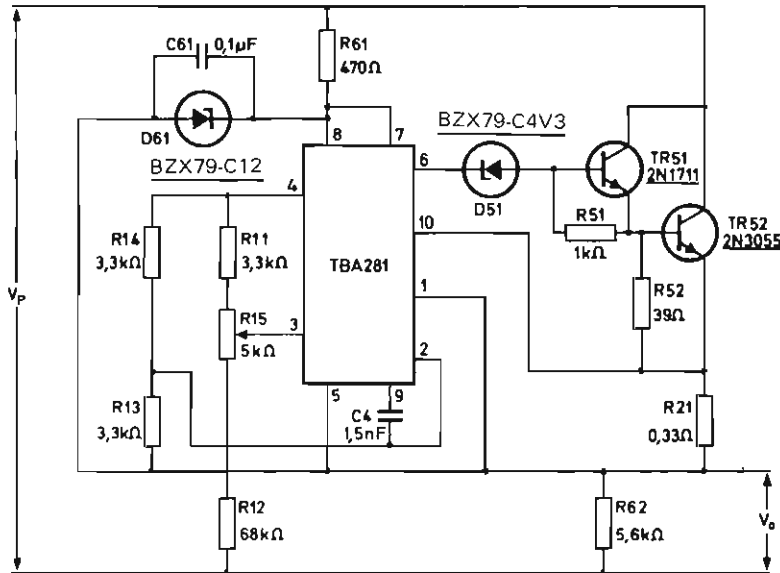 C61 0,1µF
R61
470Ω
D61
BZX79-C12
BZX79-C4V3
8 7
6
D51
TR51
2N1711
4
10
R51
1kΩ
TR52
2N3055
R14
3,3kΩ
R11
3,3kΩ
TBA281
1
R52
39Ω
Vp
R15
5kΩ
3
2
R13
3,3kΩ
5 9
C4
1,5nF
R21
0,33Ω
R12
68kΩ
R62
5,6kΩ
Vo